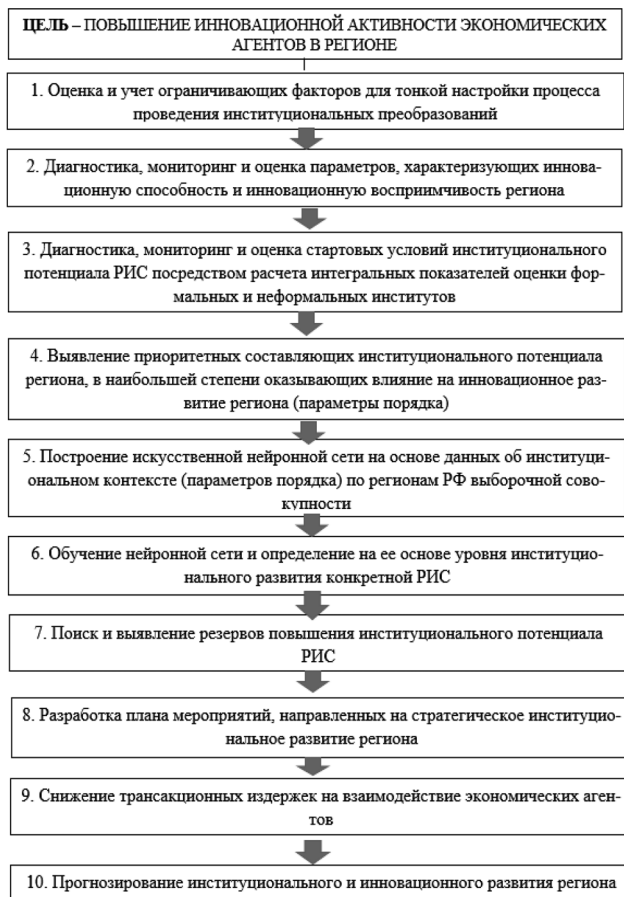 ЦЕЛЬ – ПОВЫШЕНИЕ ИННОВАЦИОННОЙ АКТИВНОСТИ ЭКОНОМИЧЕСКИХ
АГЕНТОВ В РЕГИОНЕ
1. Оценка и учет ограничивающих факторов для тонкой настройки процесса
проведения институциональных преобразований
2. Диагностика, мониторинг и оценка параметров, характеризующих иннова-
ционную способность и инновационную восприимчивость региона
3. Диагностика, мониторинг и оценка стартовых условий институционального
потенциала РИС посредством расчета интегральных показателей оценки фор-
мальных и неформальных институтов
4. Выявление приоритетных составляющих институционального потенциала
региона, в наибольшей степени оказывающих влияние на инновационное раз-
витие региона (параметры порядка)
5. Построение искусственной нейронной сети на основе данных об институци-
ональном контексте (параметров порядка) по регионам РФ выборочной сово-
купности
6. Обучение нейронной сети и определение на ее основе уровня институцио-
нального развития конкретной РИС
7. Поиск и выявление резервов повышения институционального потенциала
РИС
8. Разработка плана мероприятий, направленных на стратегическое институцио-
нальное развитие региона
9. Снижение трансакционных издержек на взаимодействие экономических аген-
тов
10. Прогнозирование институционального и инновационного развития региона